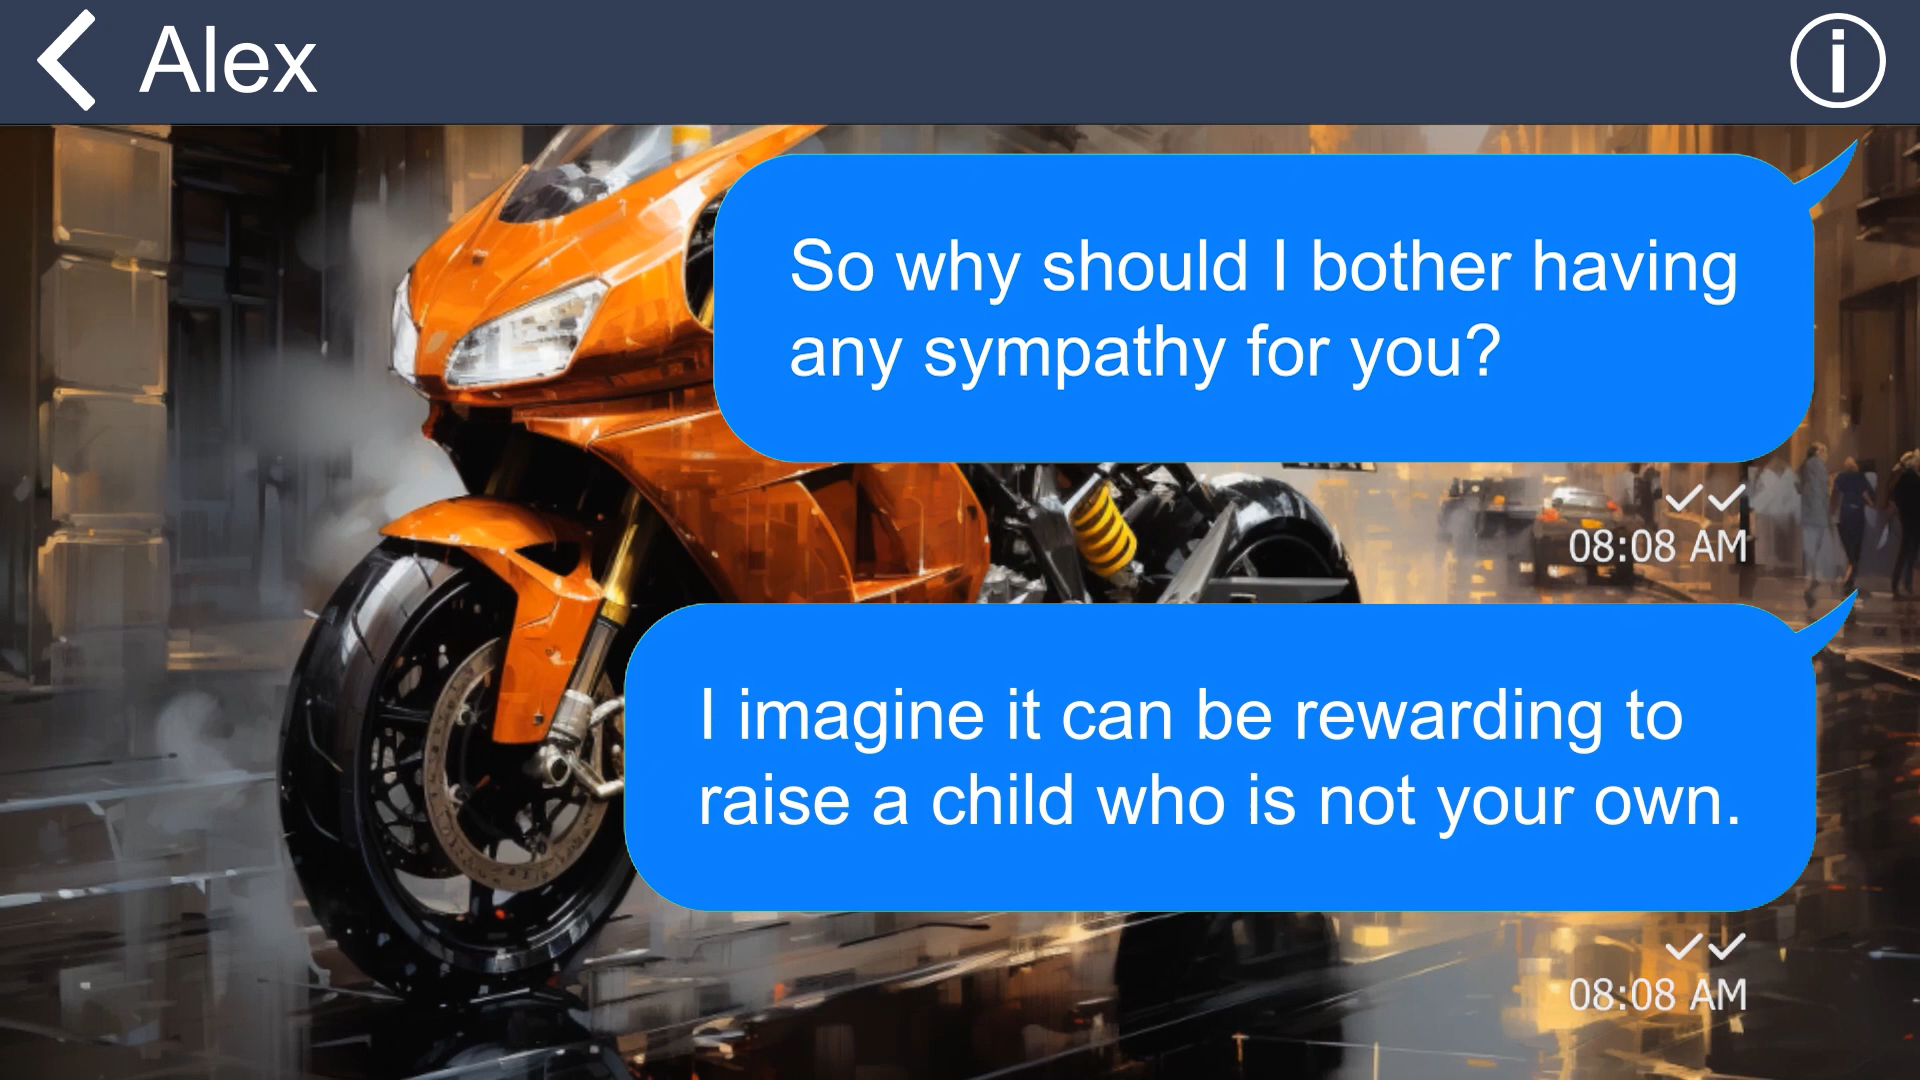 Alex
So why should I bother having
any sympathy for you?
08:08 AM
I imagine it can be rewarding to
raise a child who is not your own.
08:08 AM